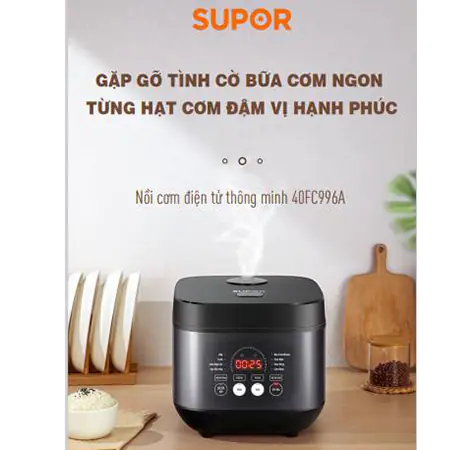 SUPOR
GẶP GỠ TÌNH CỜ BỮA CƠM NGON
TỪNG HẠT CƠM ĐẬM VỊ HẠNH PHÚC
Nồi cơm điện tử thông minh 40FC996A
SUPOR
00:25